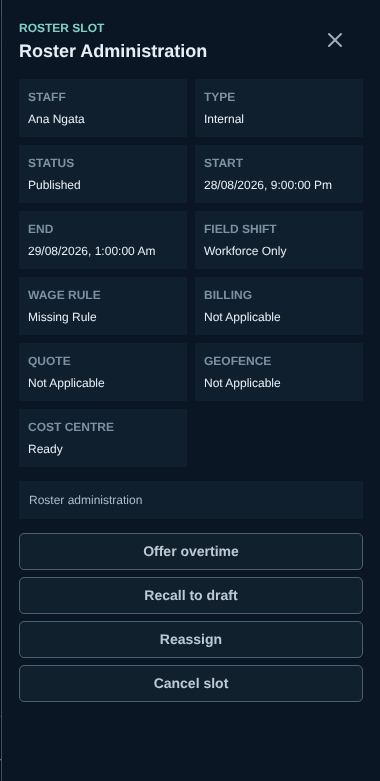 ROSTER SLOT
Roster Administration
STAFF
Ana Ngata
TYPE
Internal
STATUS
Published
START
28/08/2026, 9:00:00 Pm
END
29/08/2026, 1:00:00 Am
FIELD SHIFT
Workforce Only
WAGE RULE
Missing Rule
BILLING
Not Applicable
QUOTE
Not Applicable
GEOFENCE
Not Applicable
COST CENTRE
Ready
Roster administration
Offer overtime
Recall to draft
Reassign
Cancel slot